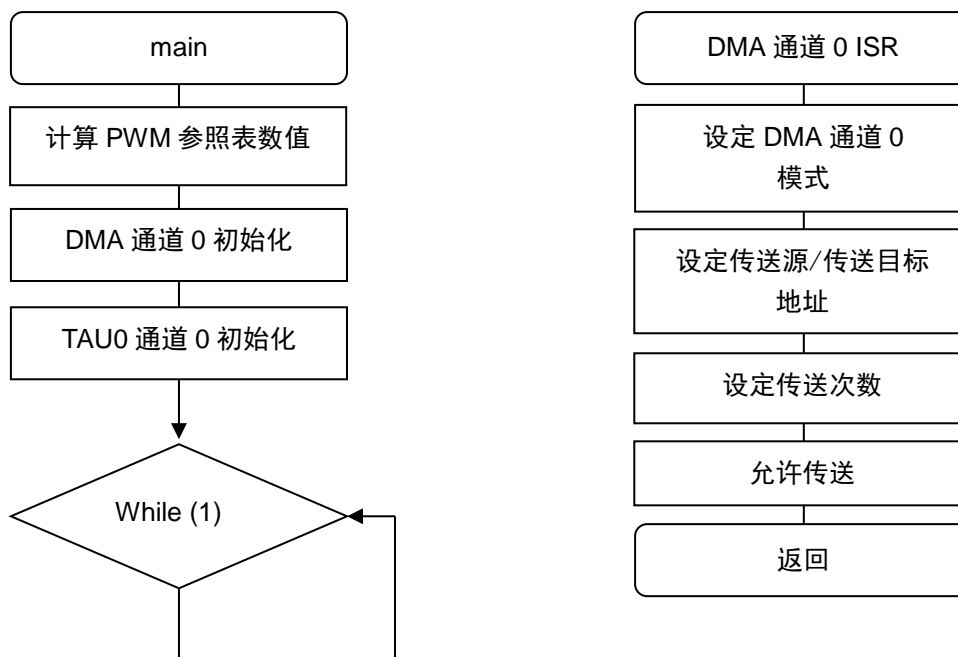 main
计算 PWM 参照表数值
DMA 通道 0 初始化
TAU0 通道 0 初始化
While (1)
DMA 通道 0 ISR
设定 DMA 通道 0
模式
设定传送源/传送目标
地址
设定传送次数
允许传送
返回